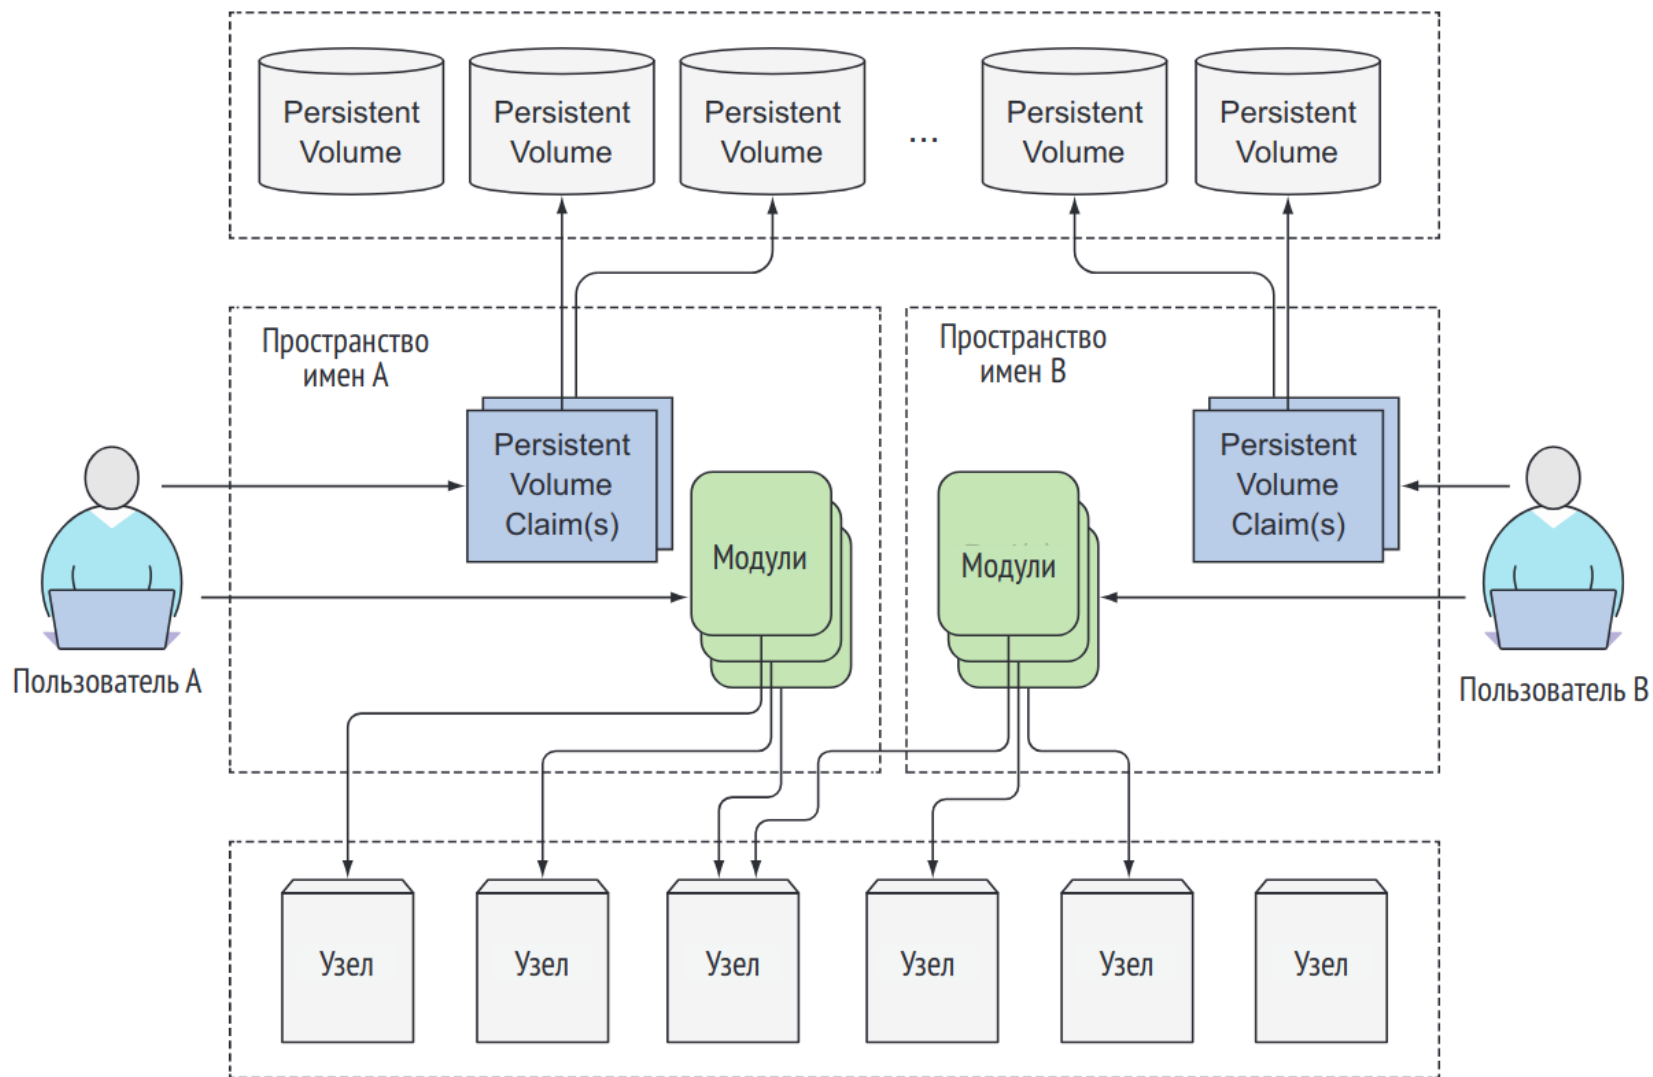 Persistent
Volume
Persistent
Volume
Persistent
Volume
...
Persistent
Volume
Persistent
Volume
Пространство
имен А
Пространство
имен В
Persistent
Volume
Claim(s)
Persistent
Volume
Claim(s)
Модули
Модули
Пользователь А
Пользователь В
Узел
Узел
Узел
Узел
Узел
Узел